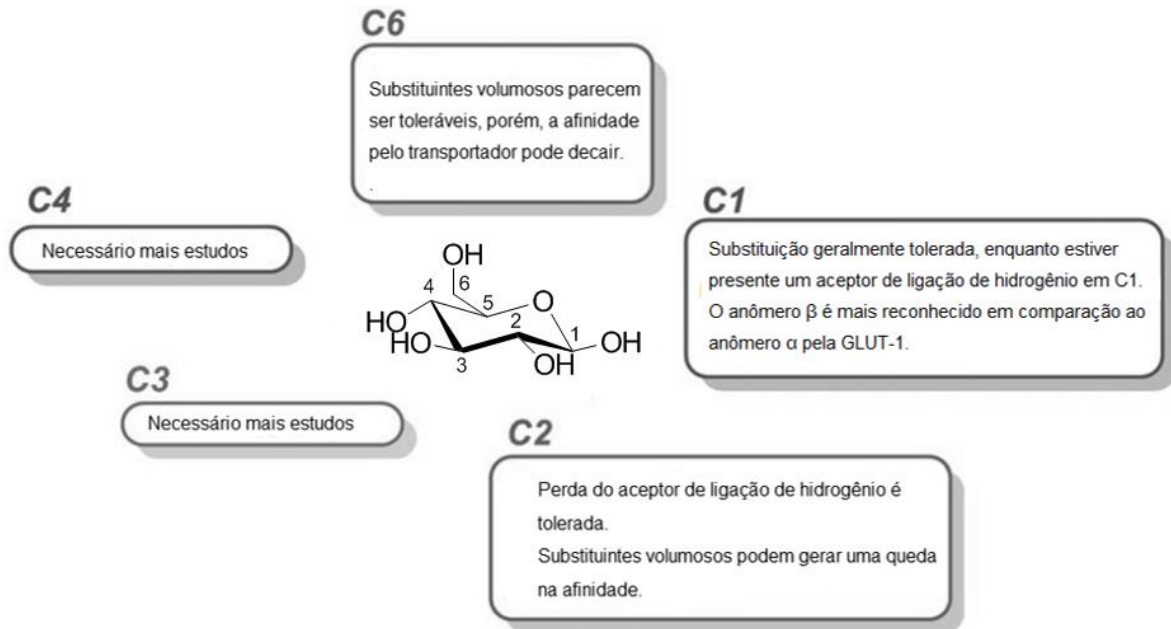 C6
Substituintes volumosos parecem
ser toleráveis, porém, a afinidade
pelo transportador pode decair.
.
C4
Necessário mais estudos
C1
Substituição geralmente tolerada, enquanto estiver
presente um aceptor de ligação de hidrogênio em C1.
O anômero β é mais reconhecido em comparação ao
anômero α pela GLUT-1.
OH
6
4
5
O
HO
HO
2
1
OH
3
OH
C3
Necessário mais estudos
C2
Perda do aceptor de ligação de hidrogênio é
tolerada.
Substituintes volumosos podem gerar uma queda
na afinidade.